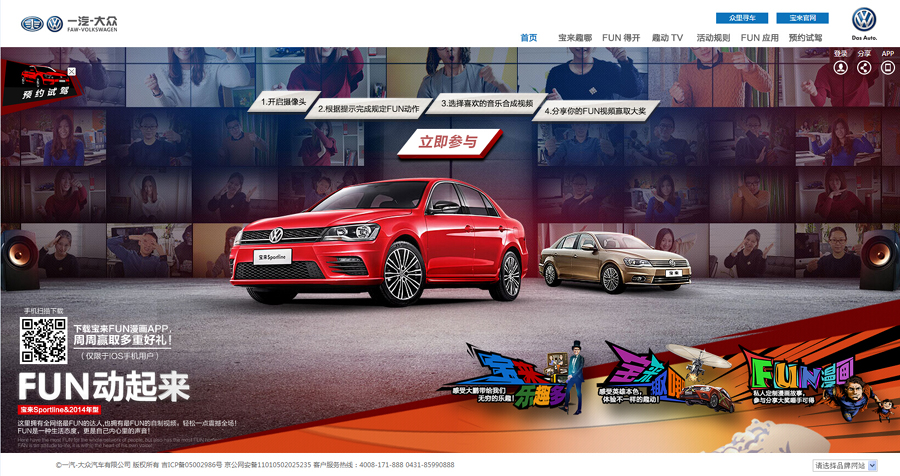 一汽-大众
FAW-VOLKSWAGEN
众里寻车
宝来官网
Das Auto.
首页
宝来趣哪
FUN 得开
趣动 TV
活动规则
FUN 应用
预约试驾
登录
分享
APP
预约试驾
1.开启摄像头
2.根据提示完成规定FUN动作
3.选择喜欢的音乐合成视频
4.分享你的FUN视频赢取大奖
立即参与
宝来Sportline
宝来
手机扫描下载
下载宝来FUN漫画APP,
周周赢取多重好礼!
(仅限于iOS手机用户)
FUN动起来
宝来Sportline&2014年型
这里拥有全网络最FUN的达人,也拥有最FUN的自制视频。轻松一点震撼全场!
FUN是一种生活态度，更是自己内心里的声音!
宝来
乐趣多
感受大鹏带给我们
无穷的乐趣!
宝来
趣哪
感受英雄本色，
体验不一样的趣动!
FUN漫画
私人定制漫画故事,
参与分享大奖唾手可得
©一汽-大众汽车有限公司 版权所有 吉ICP备05002986号 京公网安备11010502025235 客户服务热线：4008-171-888 0431-85990888
请选择品牌网站